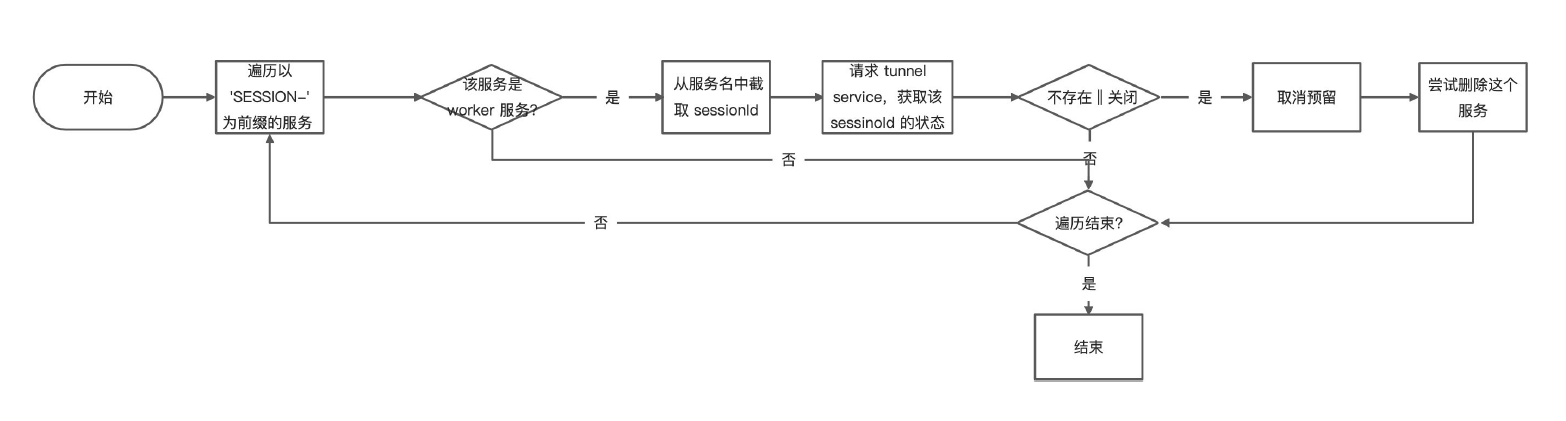 开始
遍历以
'SESSION-'
为前缀的服务
该服务是
worker 服务?
是
从服务名中截
取 sessionId
请求 tunnel
service，获取该
sessinoId 的状态
不存在 || 关闭
是
取消预留
尝试删除这个
服务
否
否
否
遍历结束?
是
结束